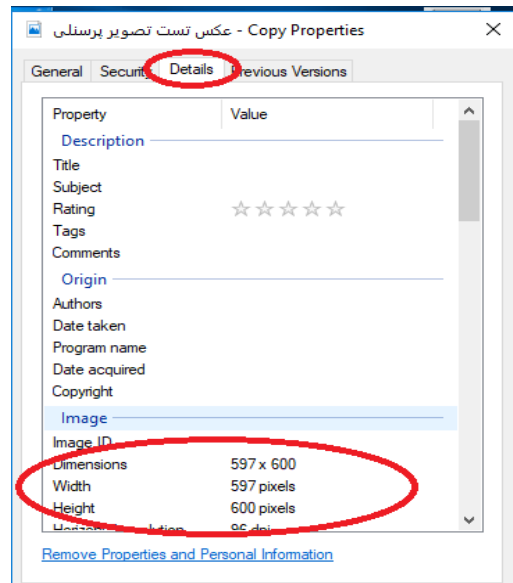 عکس تست تصویر پرسنلی - Copy Properties
General Security Details Previous Versions
Property Value
Description
Title
Subject
Rating
Tags
Comments
Origin
Authors
Date taken
Program name
Date acquired
Copyright
Image
Image ID
Dimensions 597 x 600
Width 597 pixels
Height 600 pixels
Horizontal resolution 96 dpi
Remove Properties and Personal Information